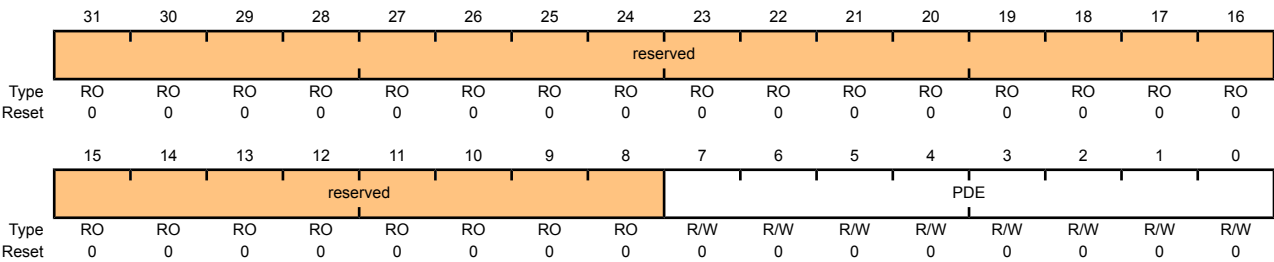 31 30 29 28 27 26 25 24 23 22 21 20 19 18 17 16
reserved
Type RO RO RO RO RO RO RO RO RO RO RO RO RO RO RO RO
Reset 0 0 0 0 0 0 0 0 0 0 0 0 0 0 0 0
15 14 13 12 11 10 9 8 7 6 5 4 3 2 1 0
reserved PDE
Type RO RO RO RO RO RO RO RO R/W R/W R/W R/W R/W R/W R/W R/W
Reset 0 0 0 0 0 0 0 0 0 0 0 0 0 0 0 0